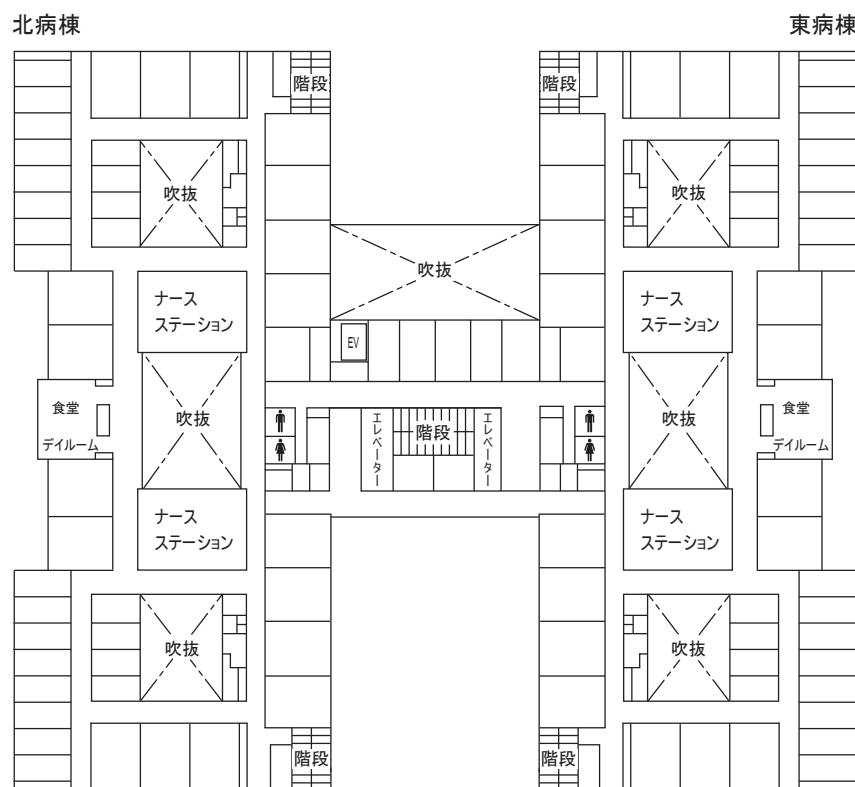 北病棟
東病棟
階段
階段
吹抜
吹抜
吹抜
ナース
ステーション
ナース
ステーション
EV
吹抜
吹抜
食堂
デイルーム
エレベーター
階段
エレベーター
食堂
デイルーム
ナース
ステーション
ナース
ステーション
吹抜
吹抜
階段
階段